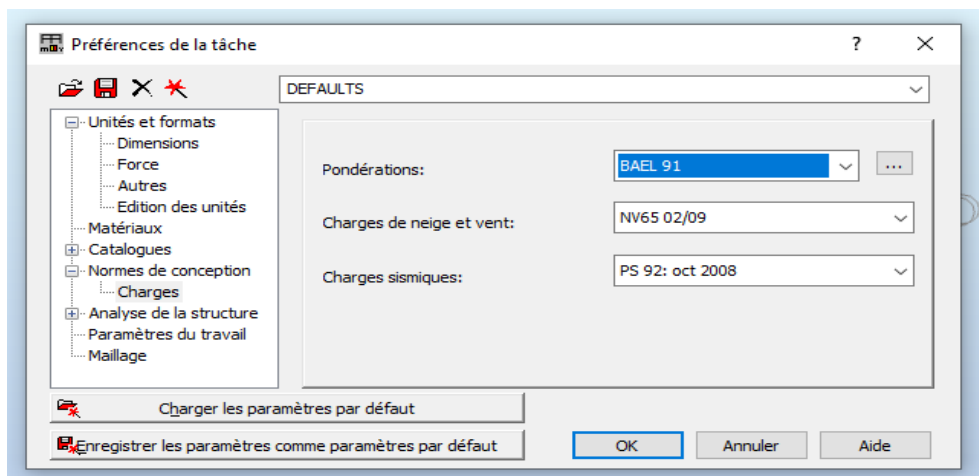 Préférences de la tâche
DEFAULTS
Unités et formats
Dimensions
Force
Autres
Edition des unités
Matériaux
Catalogues
Normes de conception
Charges
Analyse de la structure
Paramètres du travail
Maillage
Pondérations:
BAEL 91
...
Charges de neige et vent:
NV65 02/09
Charges sismiques:
PS 92: oct 2008
Charger les paramètres par défaut
Enregistrer les paramètres comme paramètres par défaut
OK
Annuler
Aide